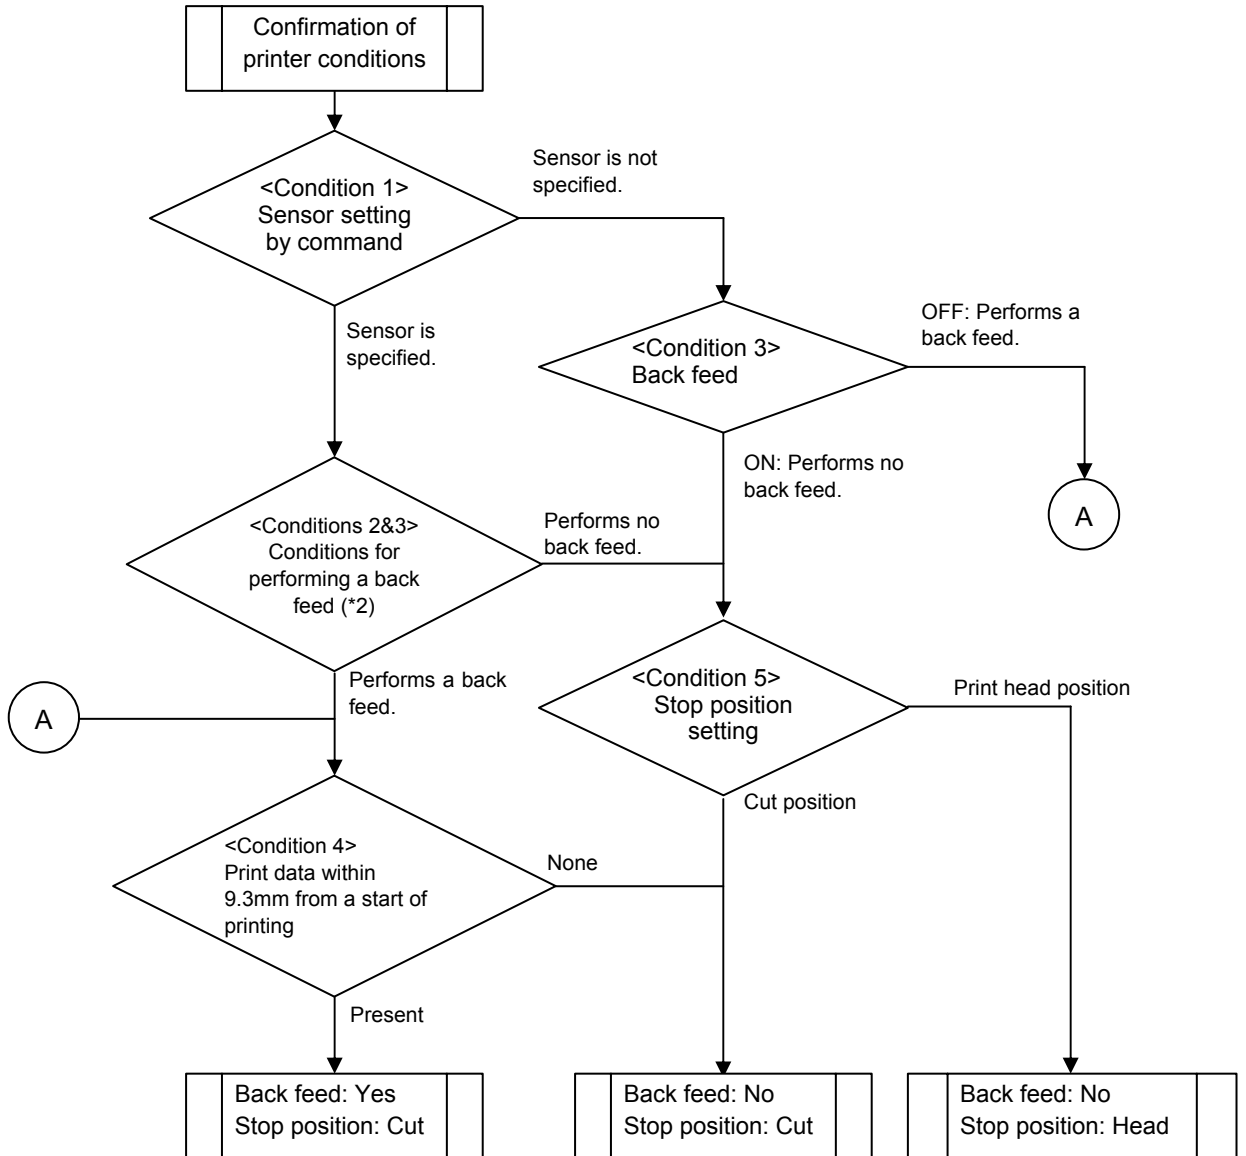 Confirmation of
printer conditions
<Condition 1>
Sensor setting
by command
Sensor is not
specified.
Sensor is
specified.
<Condition 3>
Back feed
OFF: Performs a
back feed.
ON: Performs no
back feed.
A
<Conditions 2&3>
Conditions for
performing a back
feed (*2)
Performs no
back feed.
Performs a back
feed.
A
<Condition 5>
Stop position
setting
Print head position
Cut position
<Condition 4>
Print data within
9.3mm from a start of
printing
None
Present
Back feed: Yes
Stop position: Cut
Back feed: No
Stop position: Cut
Back feed: No
Stop position: Head